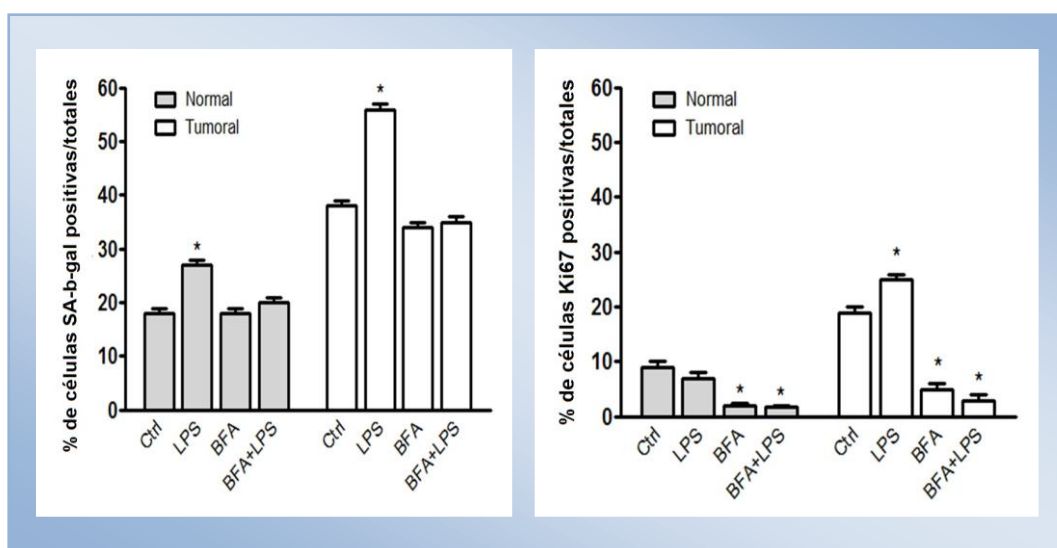 % de células SA-b-gal positivas/totales
60
50
40
30
20
10
0
Normal
Tumoral
*
*
Ctrl
LPS
BFA
BFA+LPS
Ctrl
LPS
BFA
BFA+LPS
% de células Ki67 positivas/totales
60
50
40
30
20
10
0
Normal
Tumoral
*
*
*
*
*
Ctrl
LPS
BFA
BFA+LPS
Ctrl
LPS
BFA
BFA+LPS